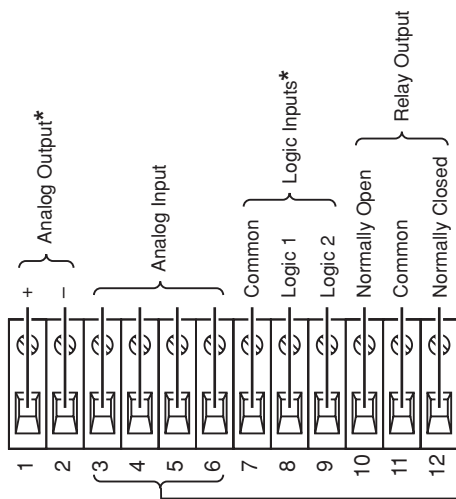 1
2
3
4
5
6
7
8
9
10
11
12
+
–
Common
Logic 1
Logic 2
Normally Open
Common
Normally Closed
Analog Output*
Analog Input
Logic Inputs*
Relay Output